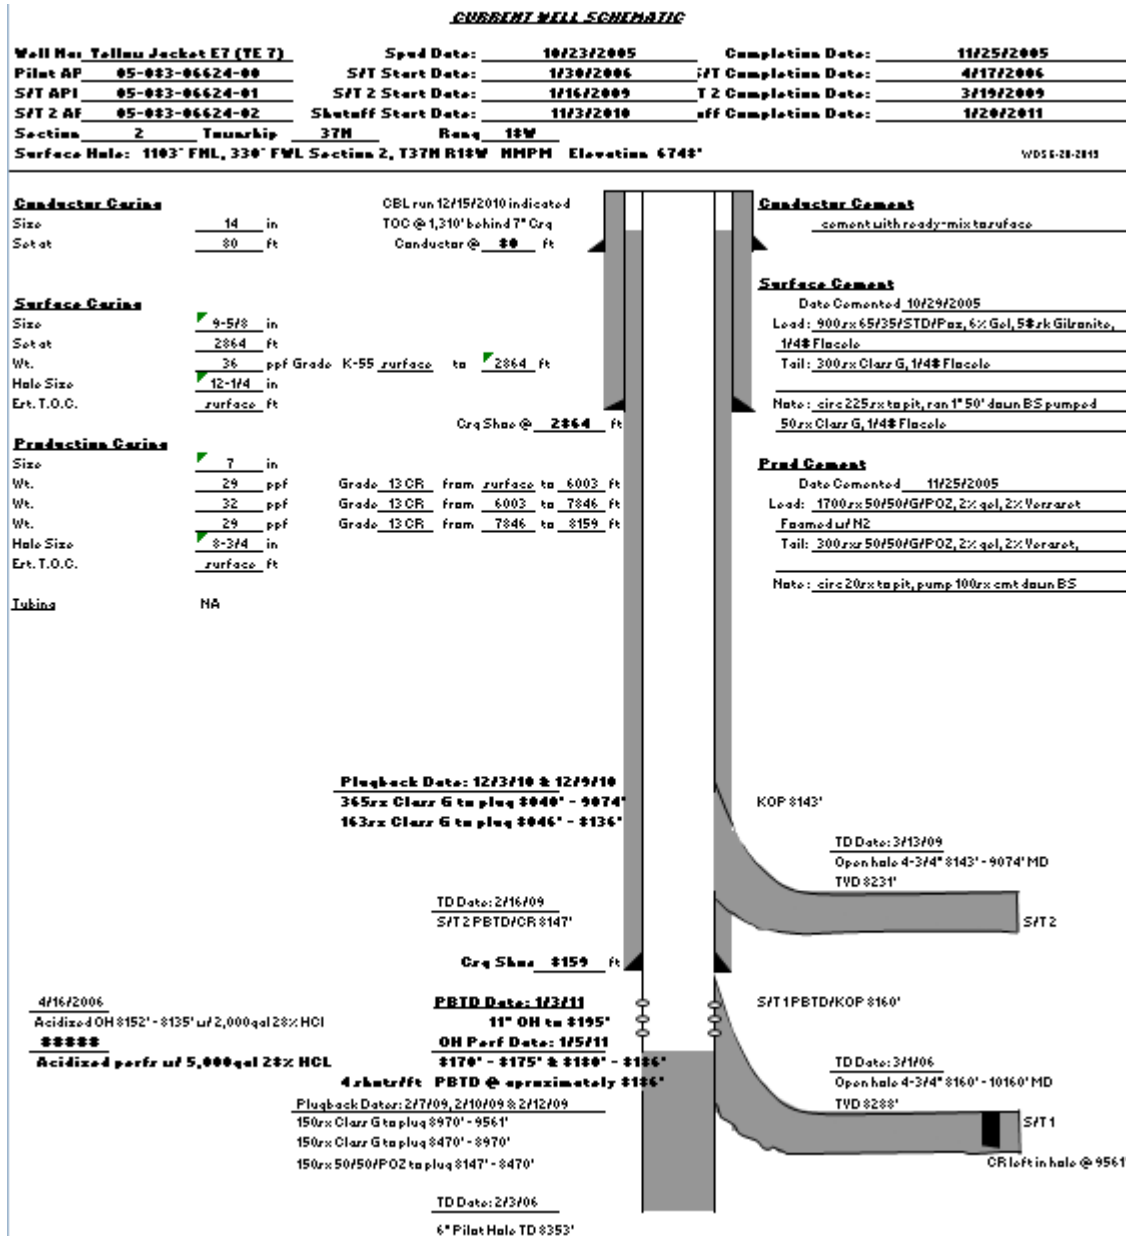 CURRENT WELL SCHEMATIC
Well Nam Yellow Jacket E7 (YE 7) Spud Date: 10/23/2005 Completion Date: 11/25/2005
Pilot AP 05-083-06624-00 S/T Start Date: 1/30/2006 S/T Completion Date: 4/17/2006
S/T API 05-083-06624-01 S/T 2 Start Date: 1/16/2009 T 2 Completion Date: 3/19/2009
S/T 2 AP 05-083-06624-02 Shutoff Start Date: 11/3/2010 off Completion Date: 1/20/2011
Section 2 Township 37N Rang 18W
Surface Hole: 1103' FNL, 330' FWL Section 2, T37N R18W NMPM Elevation 6748'
WDS 6-20-2013
Conductor Casing
Size 14 in
Set at 80 ft
CBL run 12/15/2010 indicated
TOC @ 1,310' behind 7" Csg
Conductor @ 80 ft
Conductor Cement
cement with ready-mix to suface
Surface Casing
Size 9-5/8 in
Set at 2864 ft
Wt. 36 ppf Grade K-55 surface to 2864 ft
Hole Size 12-1/4 in
Est. T.O.C. surface ft
Csg Shoe @ 2864 ft
Surface Cement
Date Cemented 10/29/2005
Lead: 900sx 65/35/STD/Poz, 6% Gel, 5#sk Gilsonite,
1/4# Flocele
Tail: 300sx Class G, 1/4# Flocele
Note: circ 225sx to pit, ran 1" 50' down BS pumped
50sx Class G, 1/4# Flocele
Production Casing
Size 7 in
Wt. 29 ppf Grade 13CR from surface to 6003 ft
Wt. 32 ppf Grade 13CR from 6003 to 7846 ft
Wt. 29 ppf Grade 13CR from 7846 to 8159 ft
Hole Size 8-3/4 in
Est. T.O.C. surface ft
Prod Cement
Date Cemented 11/25/2005
Lead: 1700sx 50/50/G/POZ, 2% gel, 2% Versaset
Foamed w/ N2
Tail: 300sxs 50/50/G/POZ, 2% gel, 2% Versaset,
Note: circ 20sx to pit, pump 100sx cmt down BS
Tubing NA
Plugback Date: 12/3/10 & 12/9/10
365sx Class G to plug 8040' - 9074'
163sx Class G to plug 8046' - 8136'
KOP 8143'
TD Date: 3/13/09
Open hole 4-3/4" 8143' - 9074' MD
TVD 8231'
TD Date: 2/16/09
S/T 2 PBTD/CR 8147'
S/T 2
Csg Shoe 8159 ft
4/16/2006
Acidized OH 8152' - 8135' w/ 2,000gal 28% HCl
#####
Acidized perfs w/ 5,000gal 28% HCL
PBTD Date: 1/3/11
11" OH to 8195'
OH Perf Date: 1/5/11
8170' - 8175' & 8180' - 8186'
4 shots/ft PBTD @ aproximately 8186'
S/T 1 PBTD/KOP 8160'
TD Date: 3/1/06
Open hole 4-3/4" 8160' - 10160' MD
TVD 8288'
S/T 1
CR left in hole @ 9561'
Plugback Dates: 2/7/09, 2/10/09 & 2/12/09
150sx Class G to plug 8970' - 9561'
150sx Class G to plug 8470' - 8970'
150sx 50/50/POZ to plug 8147' - 8470'
TD Date: 2/3/06
6" Pilot Hole TD 8353'